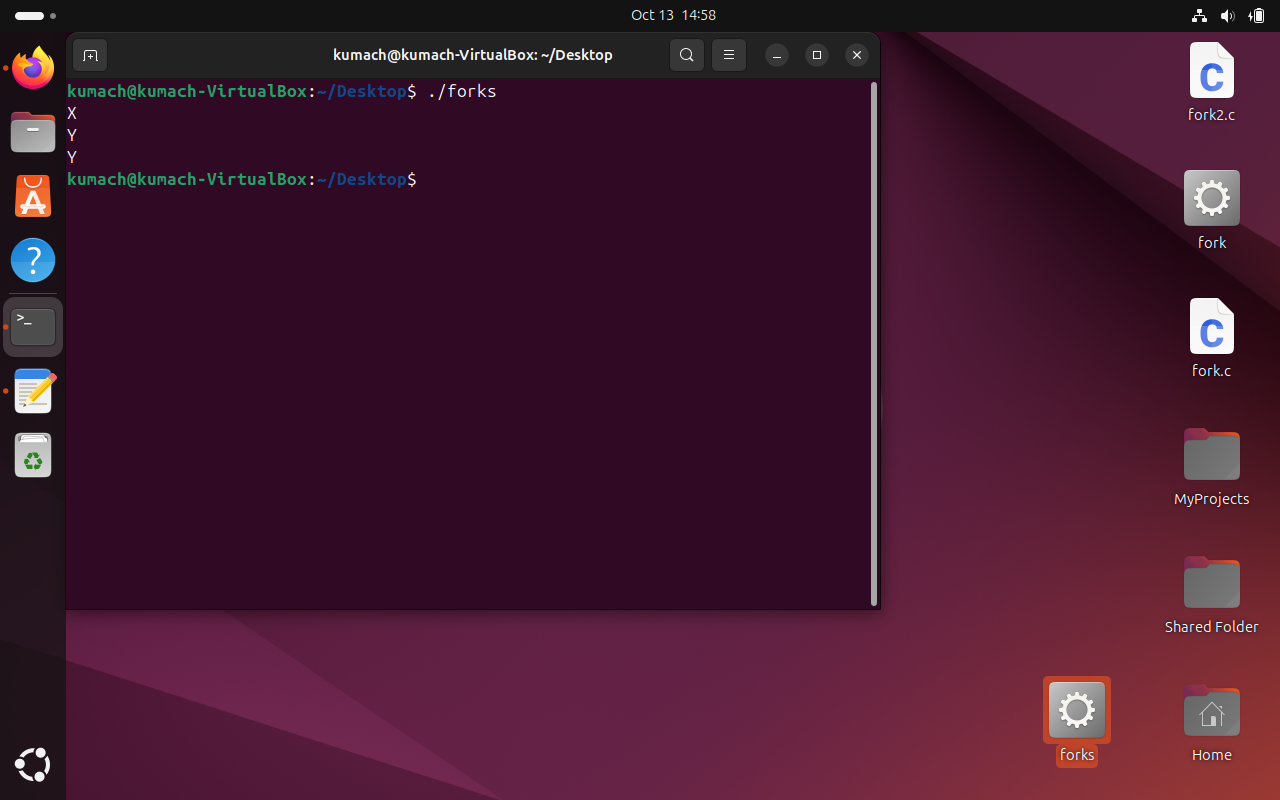 Oct 13 14:58
kumach@kumach-VirtualBox: ~/Desktop
kumach@kumach-VirtualBox:~/Desktop$ ./forks
X
Y
Y
kumach@kumach-VirtualBox:~/Desktop$
fork2.c
fork
fork.c
MyProjects
Shared Folder
forks
Home